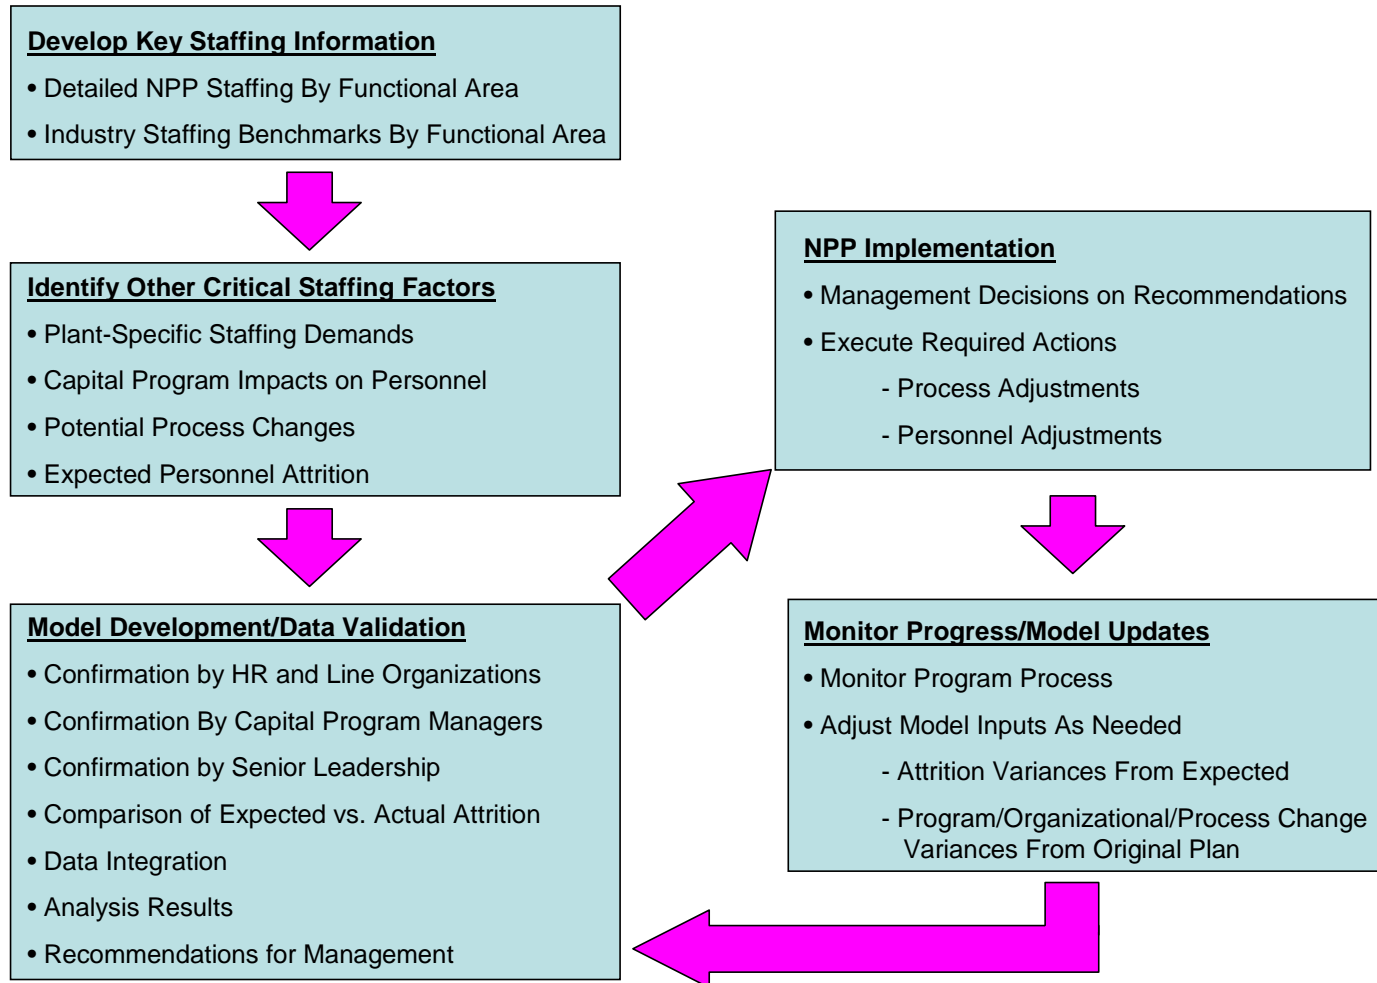 Develop Key Staffing Information
• Detailed NPP Staffing By Functional Area
• Industry Staffing Benchmarks By Functional Area
Identify Other Critical Staffing Factors
• Plant-Specific Staffing Demands
• Capital Program Impacts on Personnel
• Potential Process Changes
• Expected Personnel Attrition
Model Development/Data Validation
• Confirmation by HR and Line Organizations
• Confirmation By Capital Program Managers
• Confirmation by Senior Leadership
• Comparison of Expected vs. Actual Attrition
• Data Integration
• Analysis Results
• Recommendations for Management
NPP Implementation
• Management Decisions on Recommendations
• Execute Required Actions
- Process Adjustments
- Personnel Adjustments
Monitor Progress/Model Updates
• Monitor Program Process
• Adjust Model Inputs As Needed
- Attrition Variances From Expected
- Program/Organizational/Process Change
Variances From Original Plan